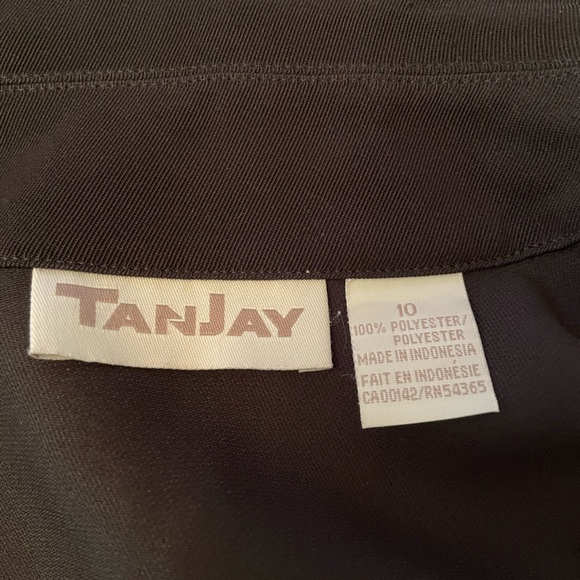 TANJAY
10
100% POLYESTER/
POLYESTER
MADE IN INDONESIA
FAIT EN INDONÉSIE
CA00142/RN54365